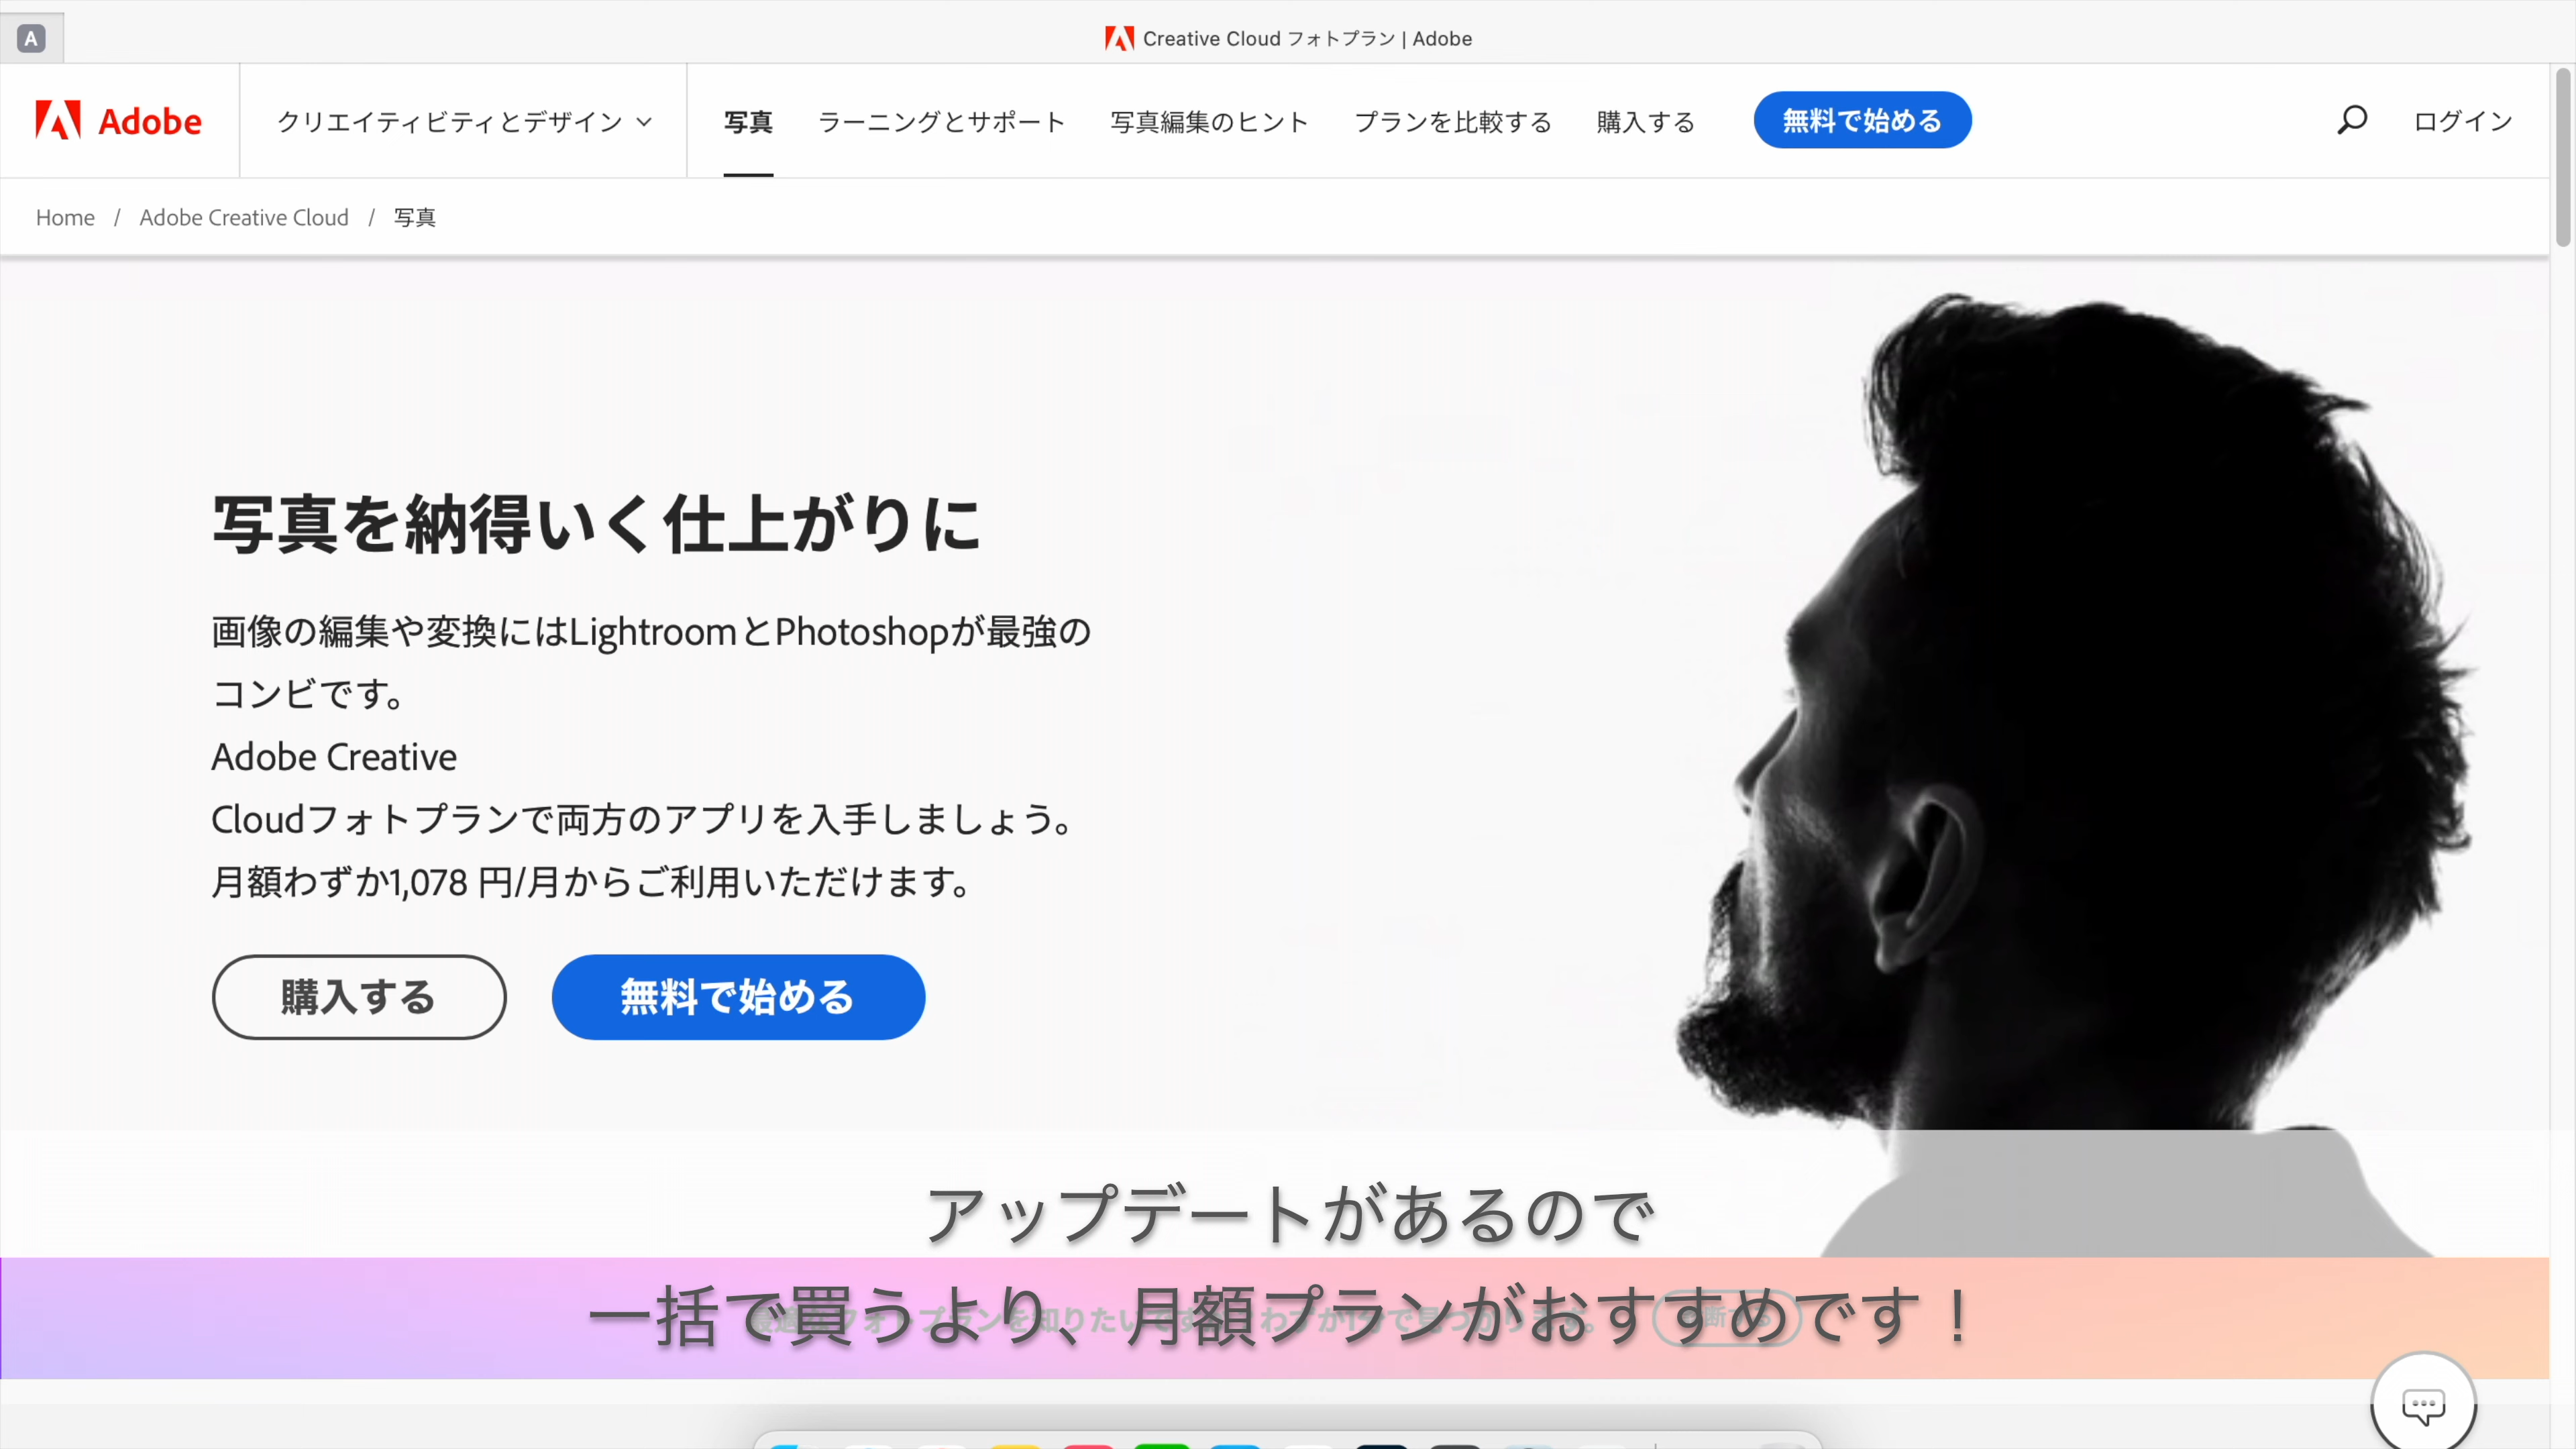 A
Creative Cloud フォトプラン | Adobe
Adobe
クリエイティビティとデザイン
写真
ラーニングとサポート
写真編集のヒント
プランを比較する
購入する
無料で始める
ログイン
Home / Adobe Creative Cloud / 写真
写真を納得いく仕上がりに
画像の編集や変換にはLightroomとPhotoshopが最強の
コンビです。
Adobe Creative
Cloudフォトプランで両方のアプリを入手しましょう。
月額わずか1,078 円/月からご利用いただけます。
購入する
無料で始める
アップデートがあるので
一括で買うより、月額プランがおすすめです！